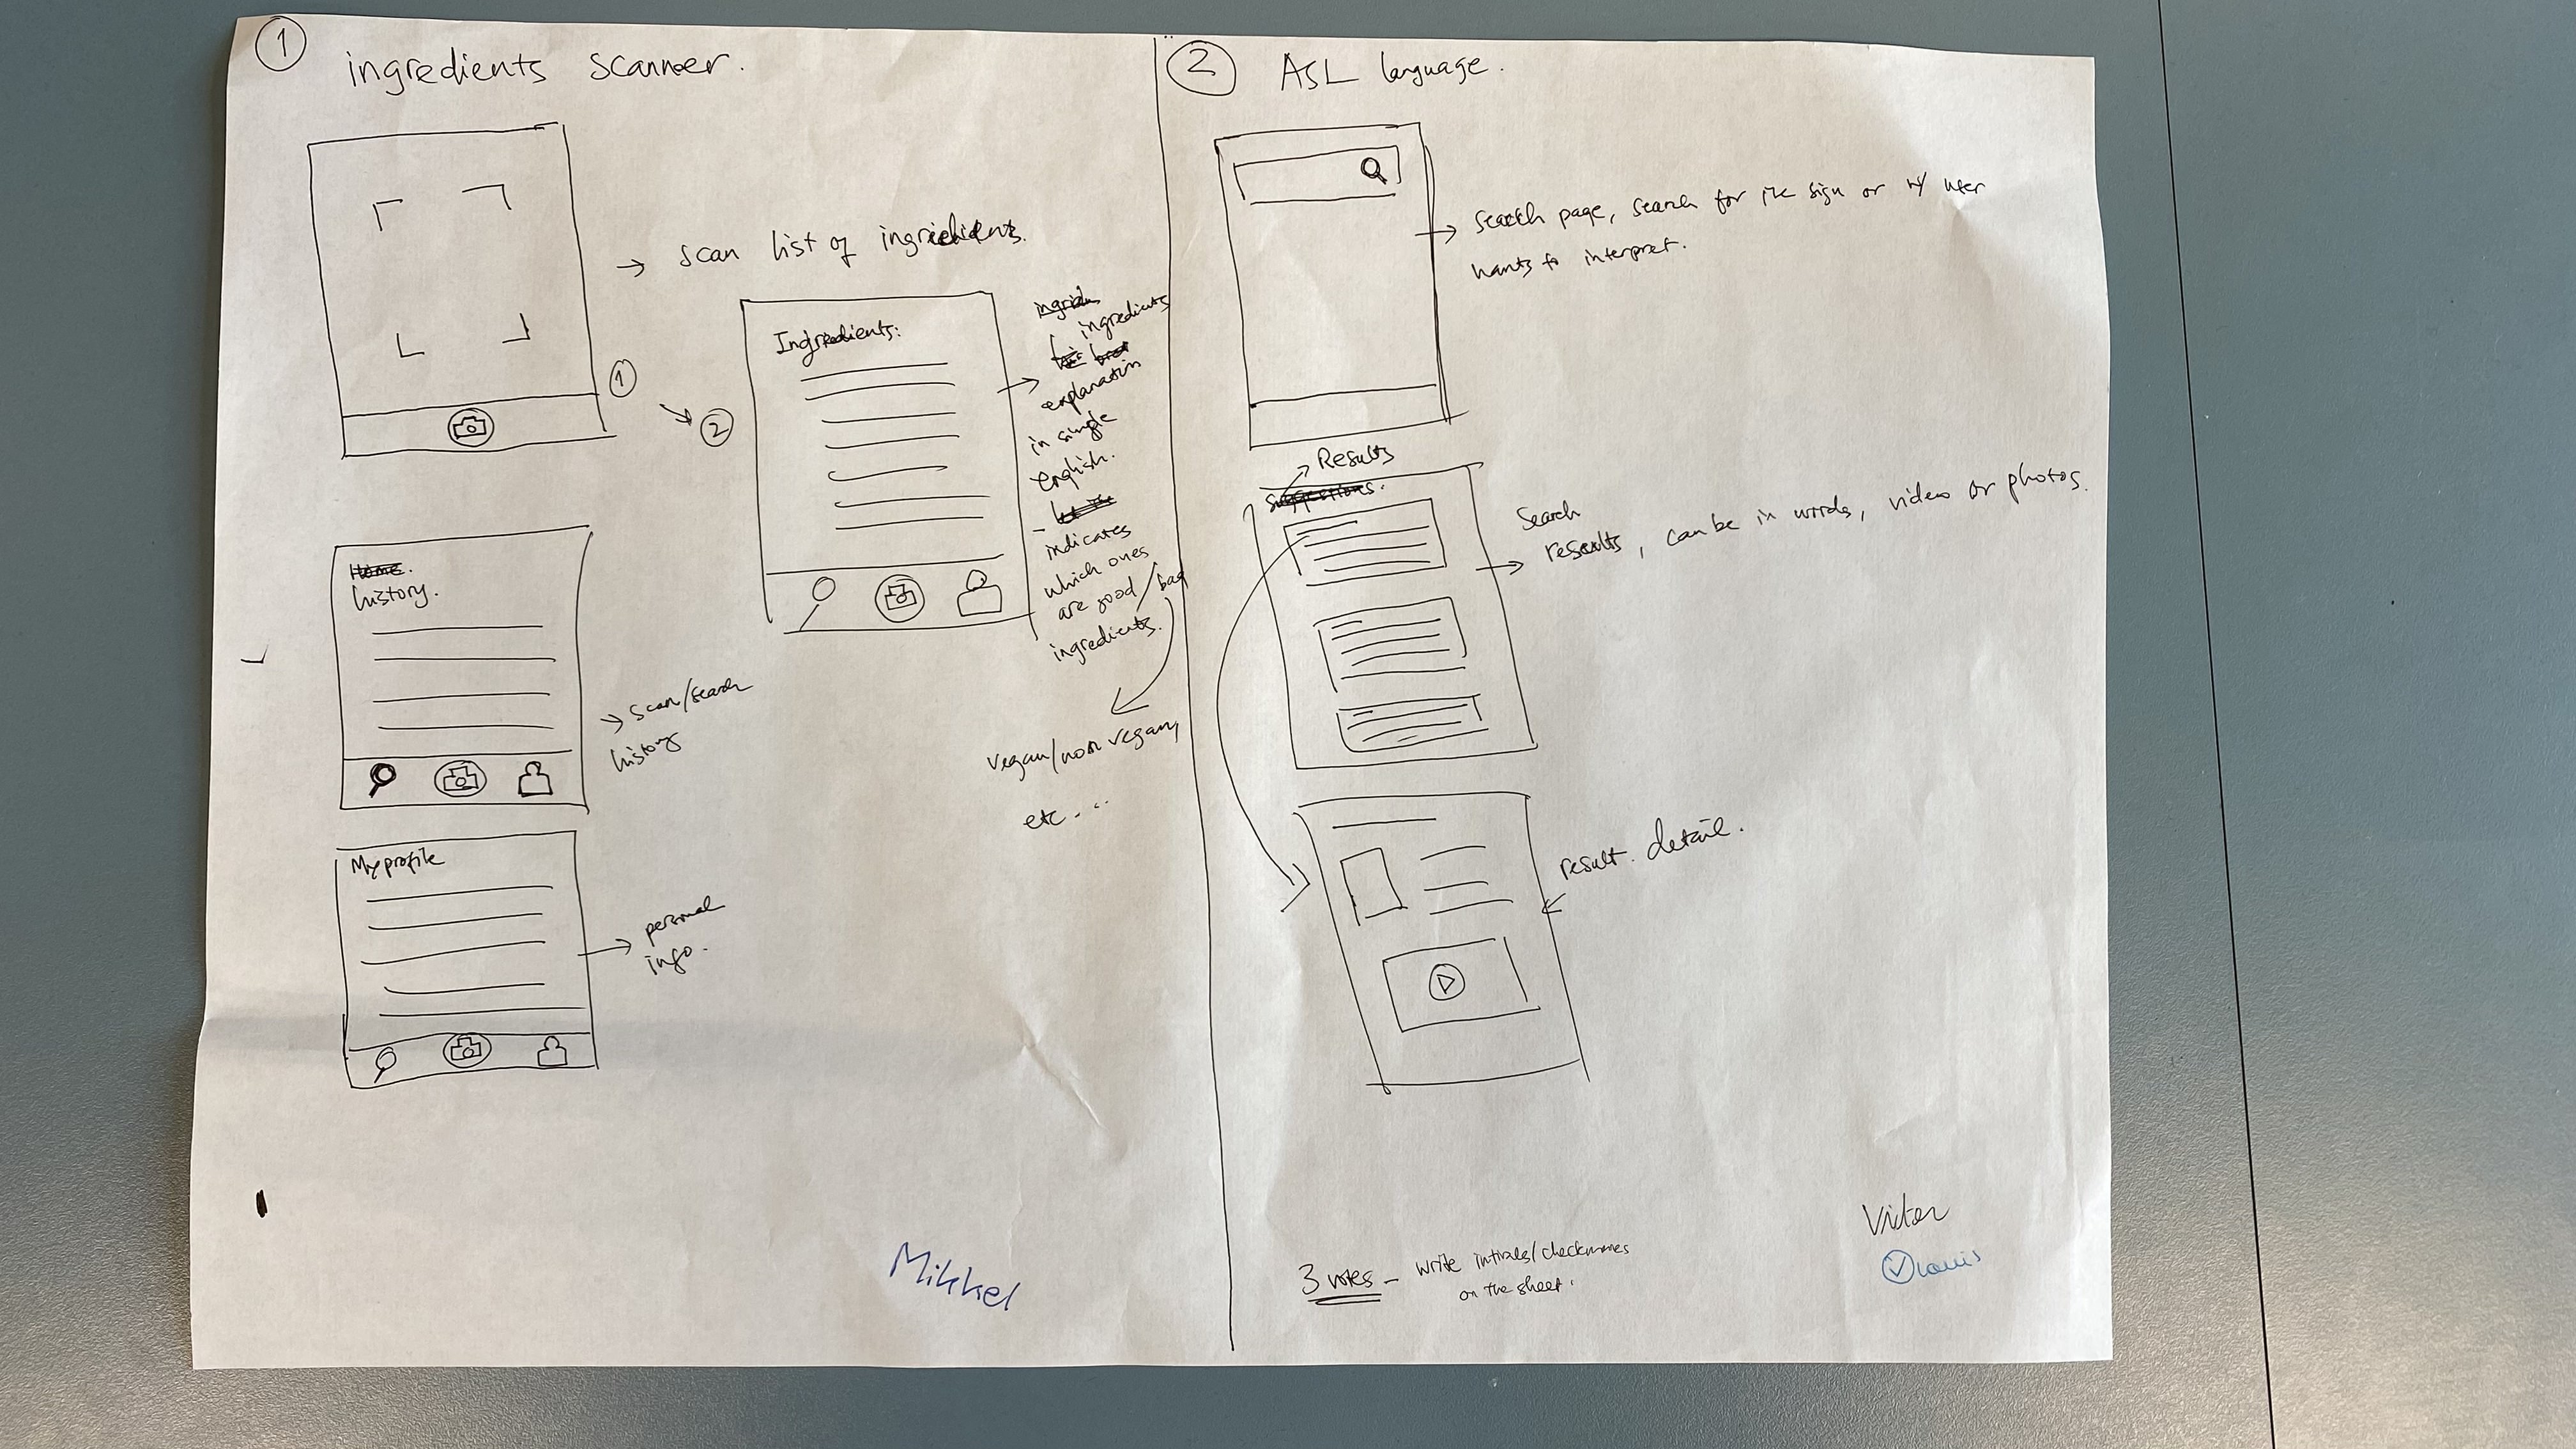 1
ingredients scanner.
→ scan list of ingredients.
1
→ 2
Ingredients:
ingredients
explanation
in simple
english.
-
indicates
which ones
are good/bad
ingredients.
vegan/non vegan,
etc...
history.
→ scan/search
history
My profile
→ personal
info.
Mikkel
2
ASL language.
→ search page, search for the sign or user
wants to interpret.
→ Results
suggestions.
Search
→ results, can be in words, video or photos.
result. detail.
3 votes - write
on the sheet.
Victor
Louis